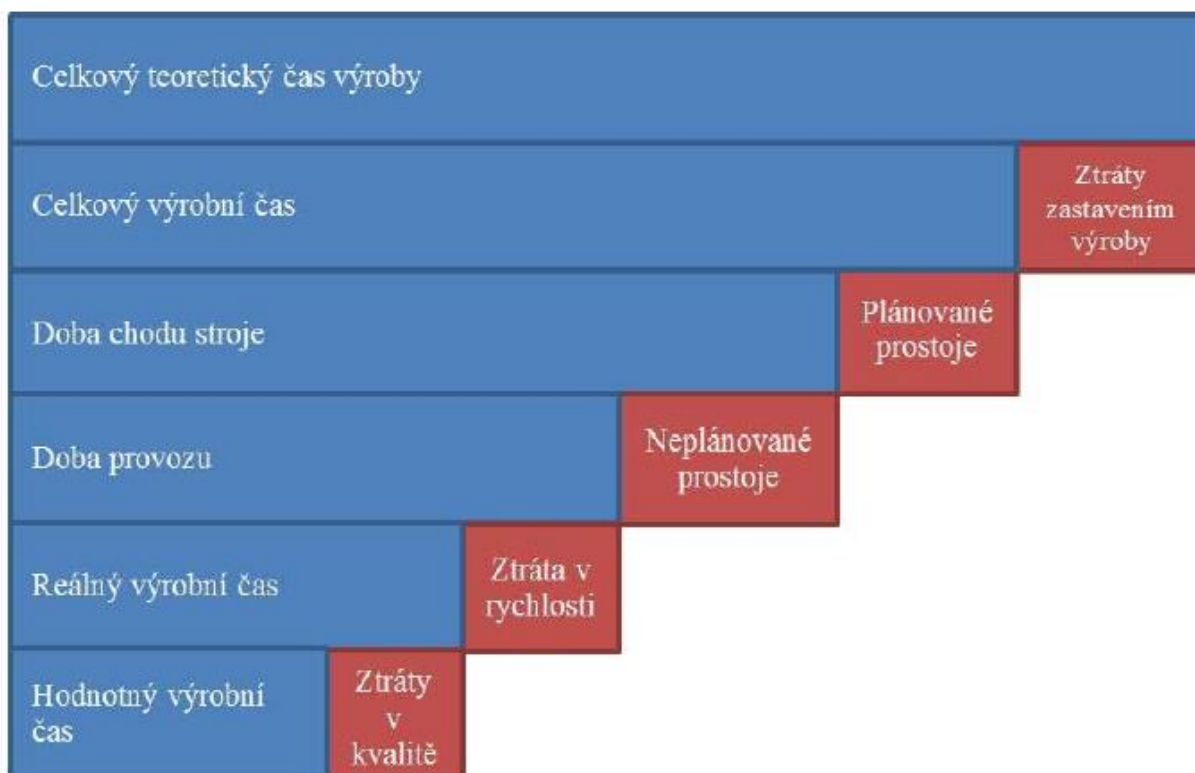 Celkový teoretický čas výroby
Celkový výrobní čas
Ztráty
zastavením
výroby
Doba chodu stroje
Plánované
prostoje
Doba provozu
Neplánované
prostoje
Reálný výrobní čas
Ztráta v
rychlosti
Hodnotný výrobní
čas
Ztráty
v
kvalitě